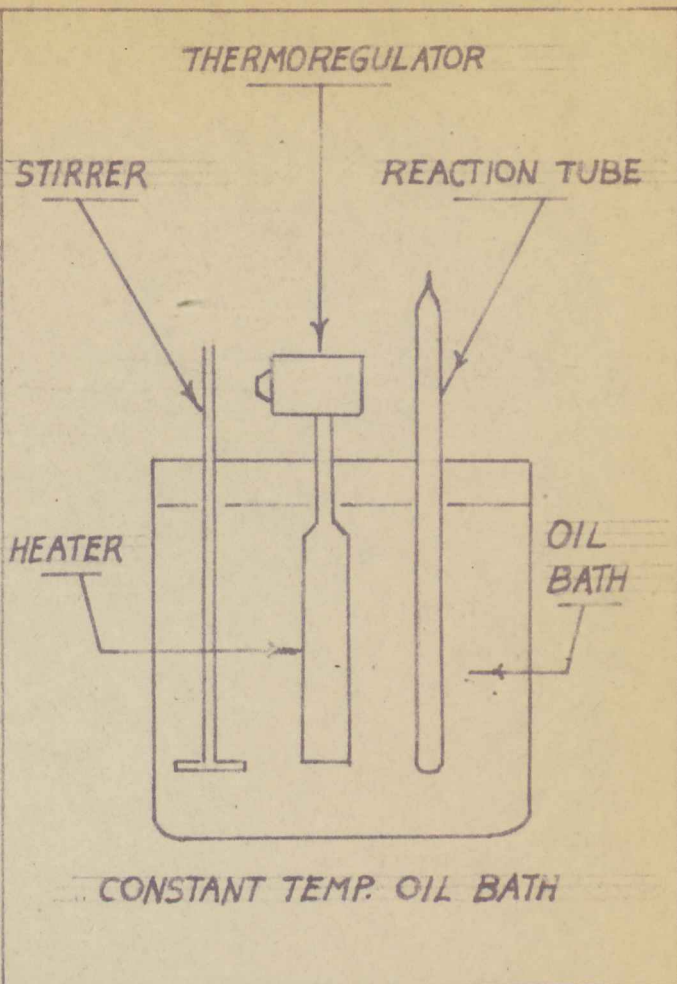 THERMOREGULATOR
STIRRER
REACTION TUBE
HEATER
OIL
BATH
CONSTANT TEMP. OIL BATH